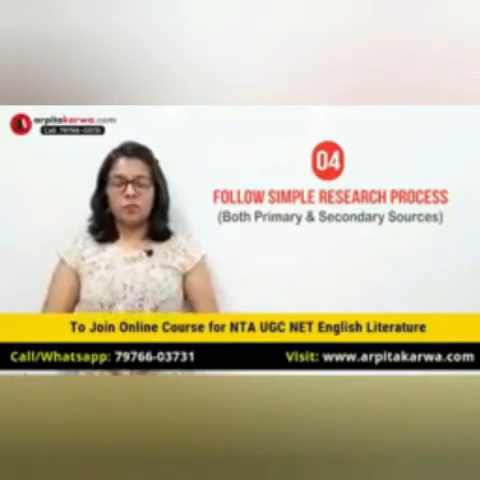 arpitakarwa.com
04
FOLLOW SIMPLE RESEARCH PROCESS
(Both Primary & Secondary Sources)
To Join Online Course for NTA UGC NET English Literature
Call/Whatsapp: 79766-03731
Visit: www.arpitakarwa.com